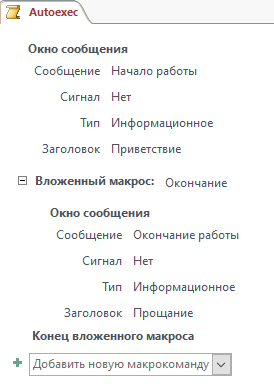 Autoexec
Окно сообщения
Сообщение Начало работы
Сигнал Нет
Тип Информационное
Заголовок Приветствие
Вложенный макрос: Окончание
Окно сообщения
Сообщение Окончание работы
Сигнал Нет
Тип Информационное
Заголовок Прощание
Конец вложенного макроса
Добавить новую макрокоманду